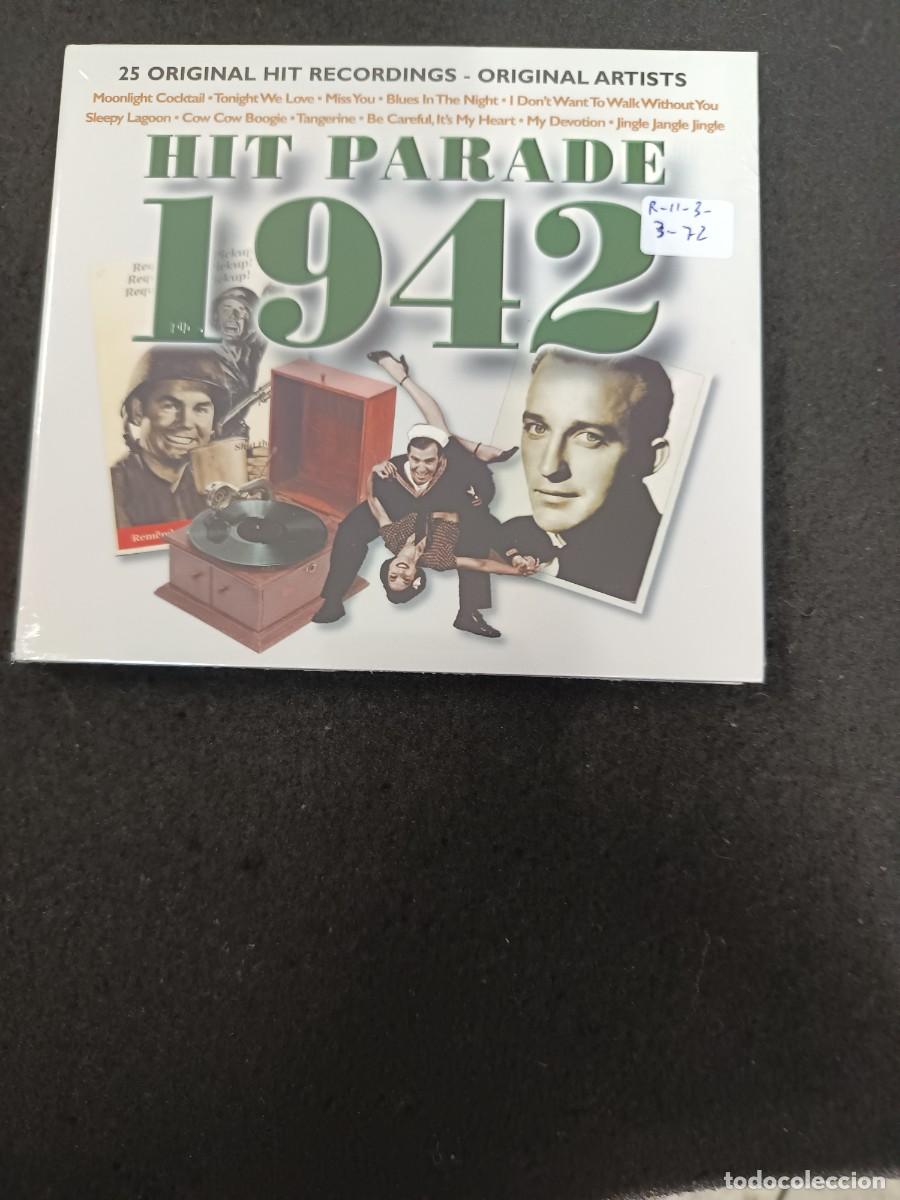 25 ORIGINAL HIT RECORDINGS - ORIGINAL ARTISTS
Moonlight Cocktail • Tonight We Love • Miss You • Blues In The Night • I Don't Want To Walk Without You
Sleepy Lagoon • Cow Cow Boogie • Tangerine • Be Careful, It's My Heart • My Devotion • Jingle Jangle Jingle
HIT PARADE
1942
R-11-3-
3-72
todocoleccion